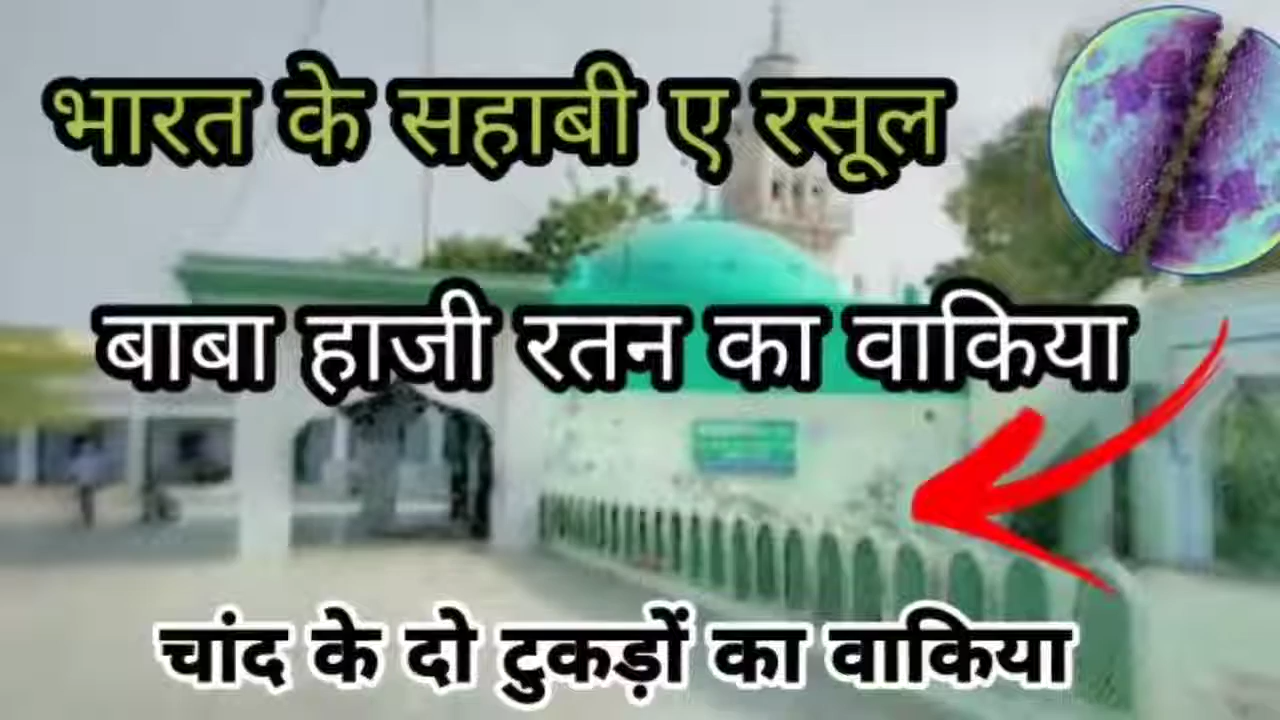 भारत के सहाबी ए रसूल
बाबा हाजी रतन का वाकिया
चांद के दो टुकड़ों का वाकिया